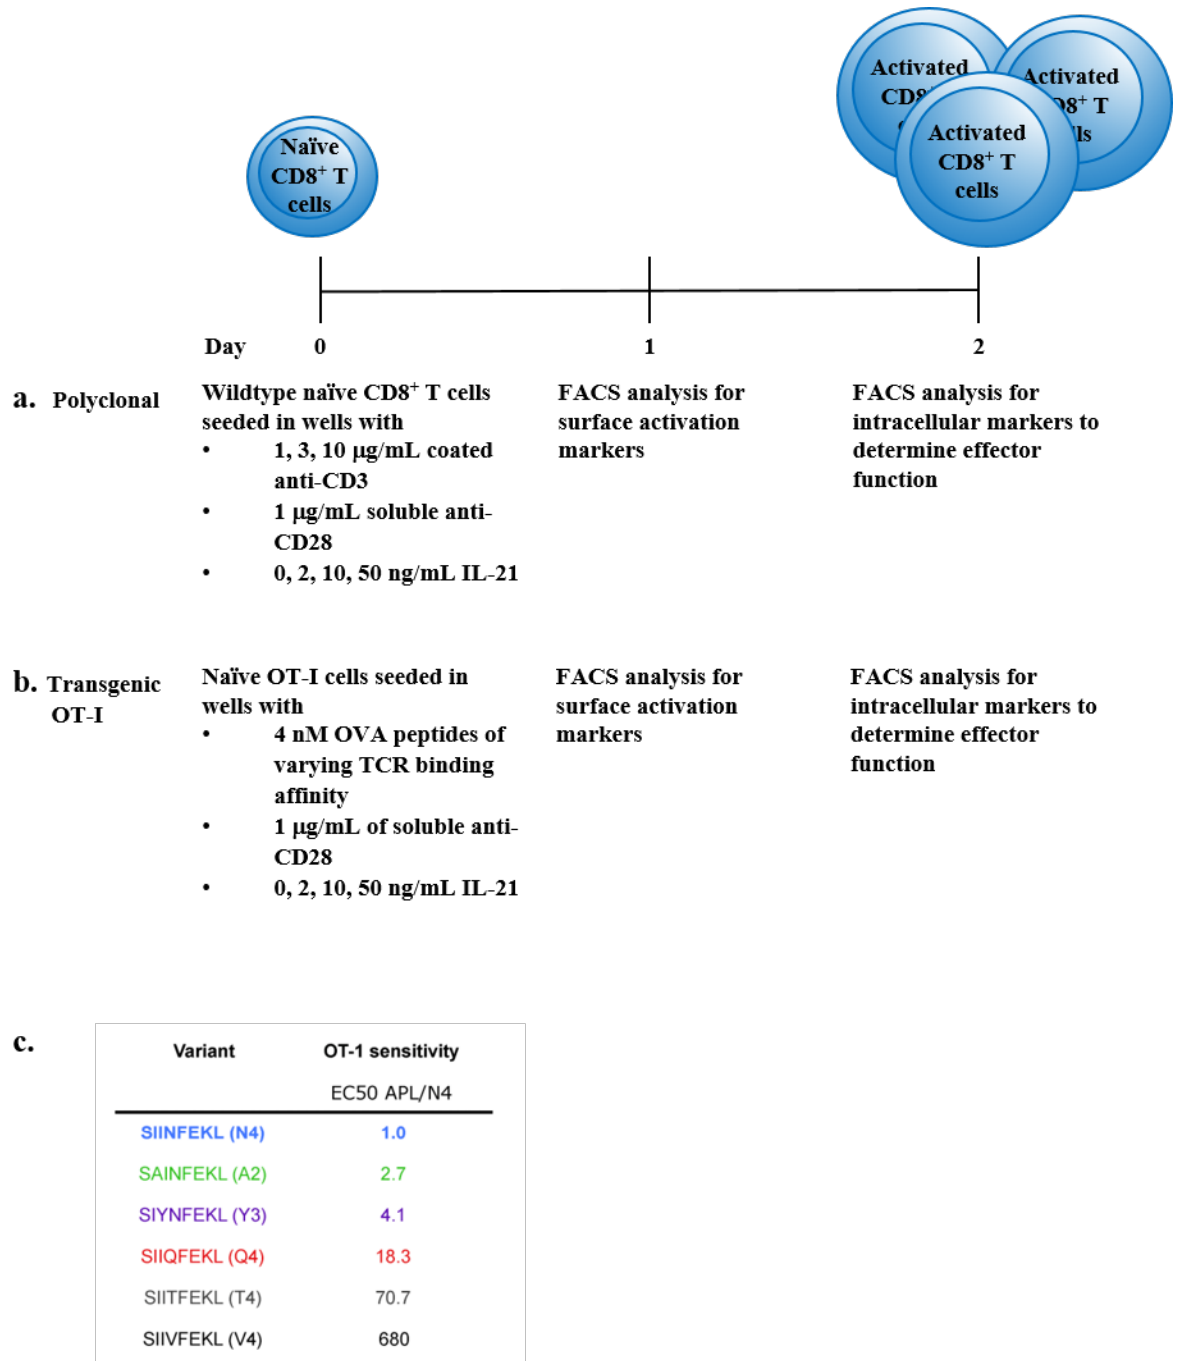 Naïve
CD8⁺ T
cells
Activated
CD8
Activated
D8⁺ T
ls
Activated
CD8⁺ T
cells
Day 0 1 2
a. Polyclonal
Wildtype naïve CD8⁺ T cells
seeded in wells with
• 1, 3, 10 µg/mL coated
anti-CD3
• 1 µg/mL soluble anti-
CD28
• 0, 2, 10, 50 ng/mL IL-21
FACS analysis for
surface activation
markers
FACS analysis for
intracellular markers to
determine effector
function
b. Transgenic
OT-I
Naïve OT-I cells seeded in
wells with
• 4 nM OVA peptides of
varying TCR binding
affinity
• 1 µg/mL of soluble anti-
CD28
• 0, 2, 10, 50 ng/mL IL-21
FACS analysis for
surface activation
markers
FACS analysis for
intracellular markers to
determine effector
function
c.
Variant OT-1 sensitivity
EC50 APL/N4
SIINFEKL (N4) 1.0
SAINFEKL (A2) 2.7
SIYNFEKL (Y3) 4.1
SIIQFEKL (Q4) 18.3
SIITFEKL (T4) 70.7
SIIVFEKL (V4) 680